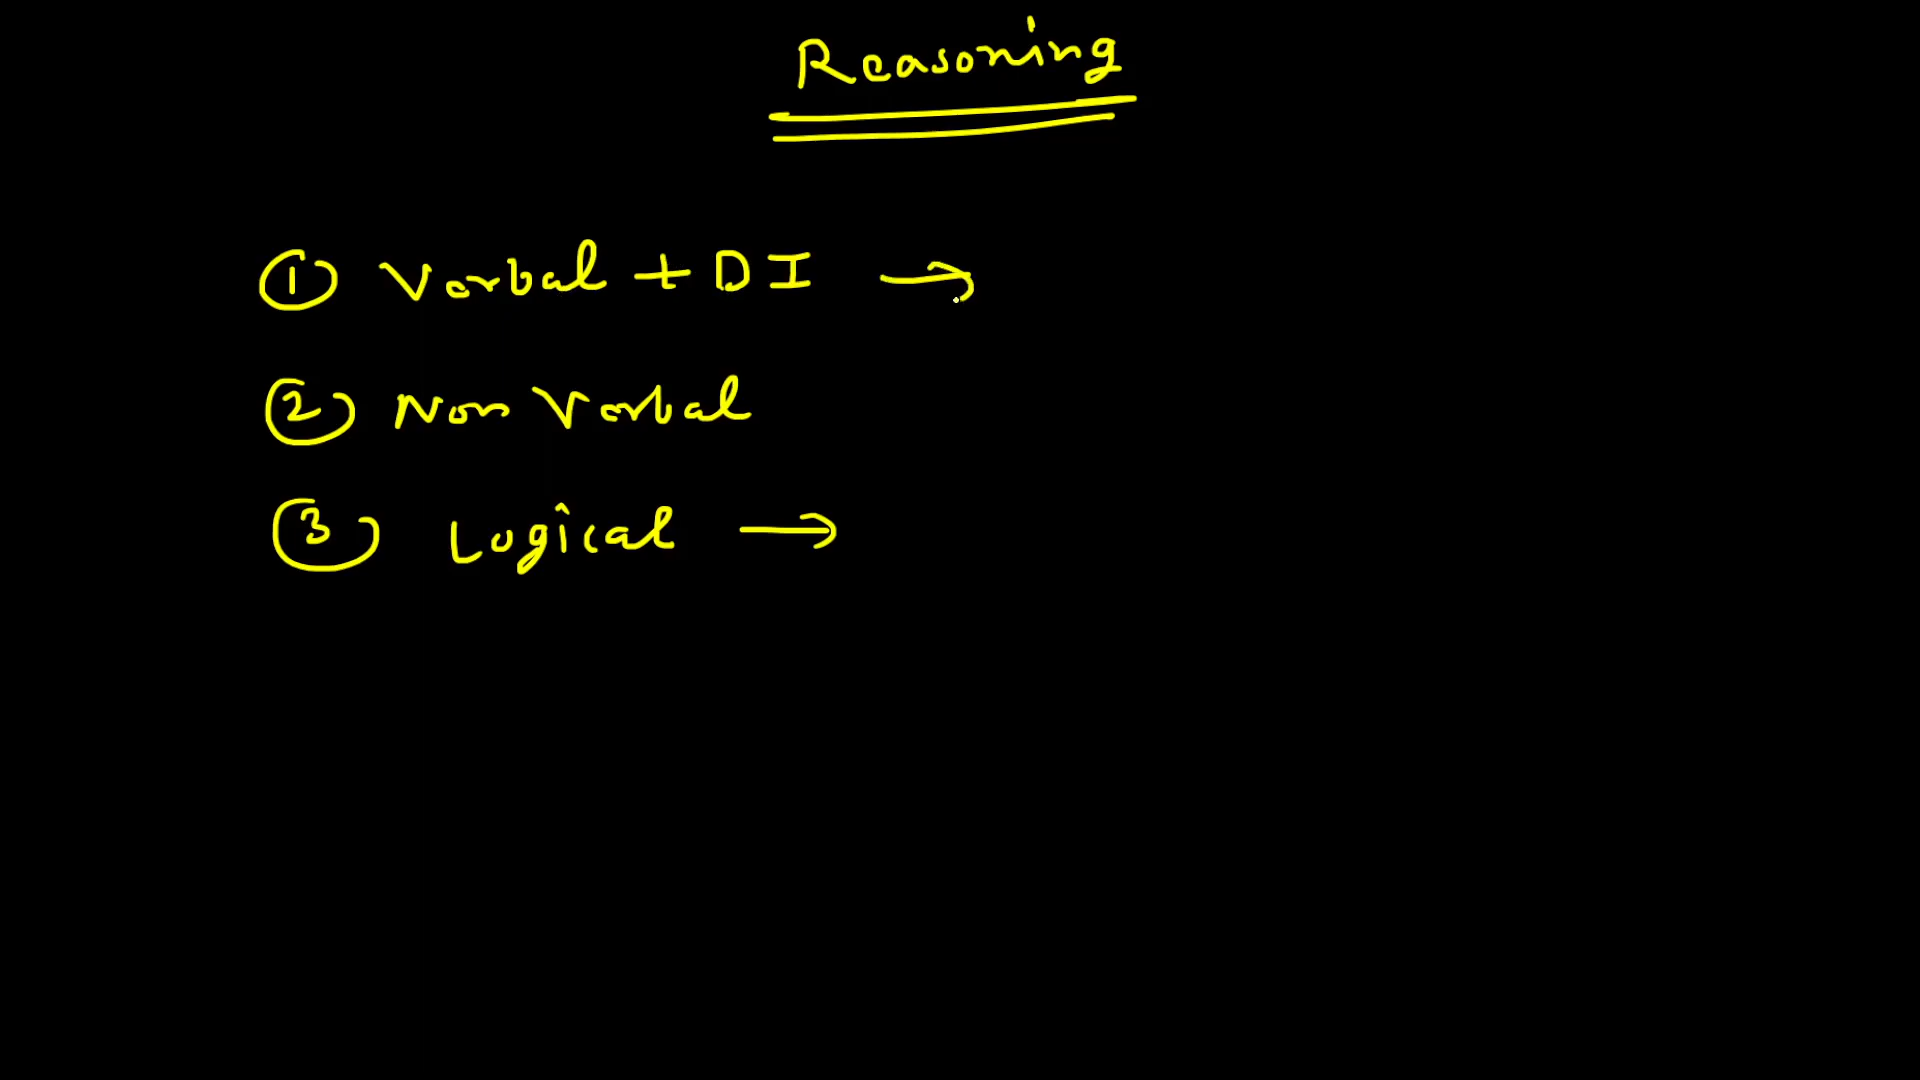 Reasoning
① Verbal + DI →
② Non Verbal
③ Logical →